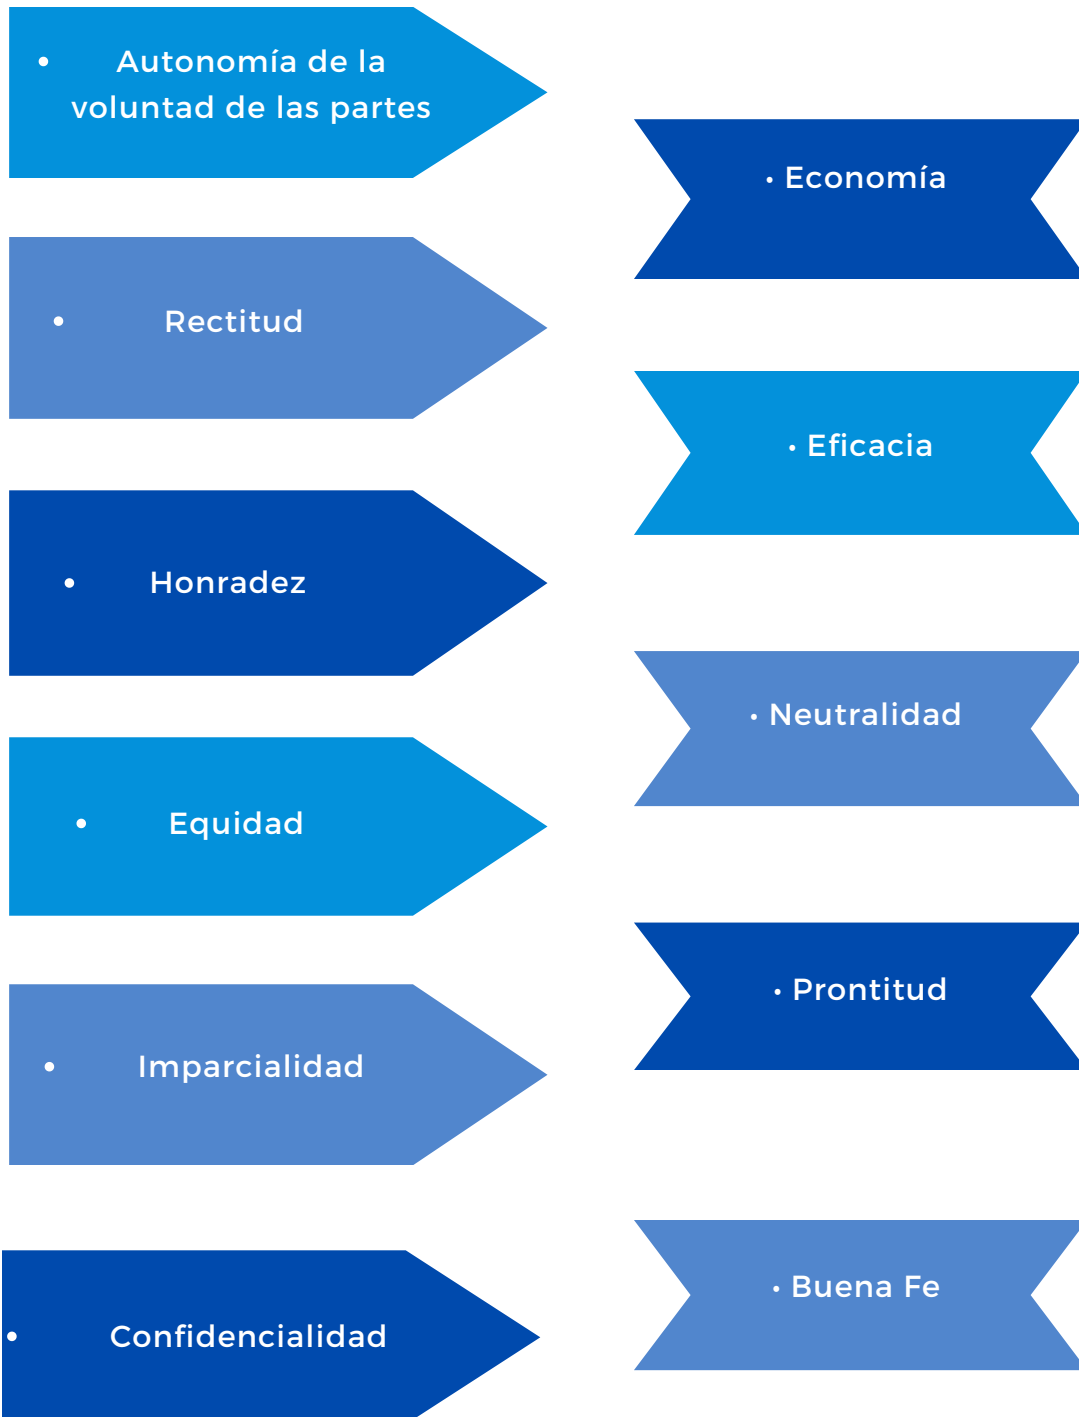 • Autonomía de la
voluntad de las partes
• Rectitud
• Honradez
• Equidad
• Imparcialidad
• Confidencialidad
• Economía
• Eficacia
• Neutralidad
• Prontitud
• Buena Fe